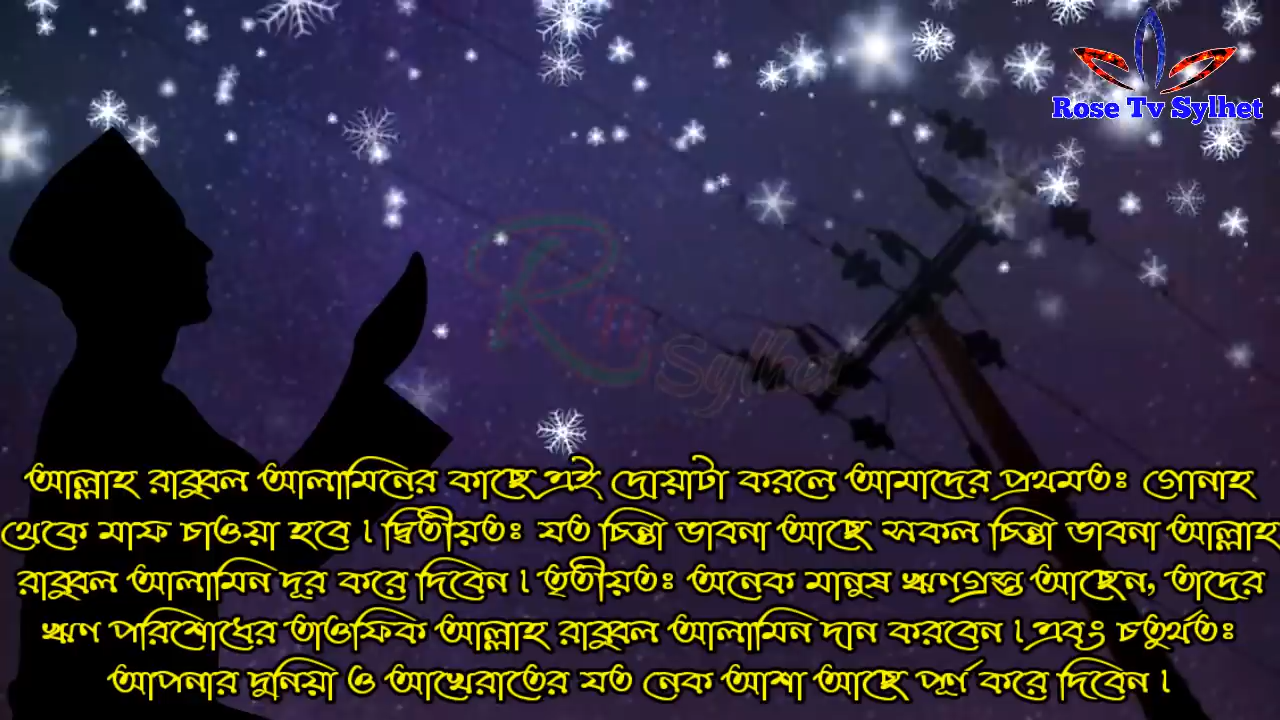 Rose Tv Sylhet
Sylhet
আল্লাহ রাব্বুল আলামিনের কাছে এই দোয়াটা করলে আমাদের প্রথমতঃ গোনাহ
থেকে মাফ চাওয়া হবে । দ্বিতীয়তঃ যত চিন্তা ভাবনা আছে সকল চিন্তা ভাবনা আল্লাহ
রাব্বুল আলামিন দূর করে দিবেন । তৃতীয়তঃ অনেক মানুষ ঋণগ্রস্ত আছেন, তাদের
ঋণ পরিশোধের তাওফিক আল্লাহ রাব্বুল আলামিন দান করবেন । এবং চতুর্থতঃ
আপনার দুনিয়া ও আখেরাতের যত নেক আশা আছে পূর্ণ করে দিবেন ।